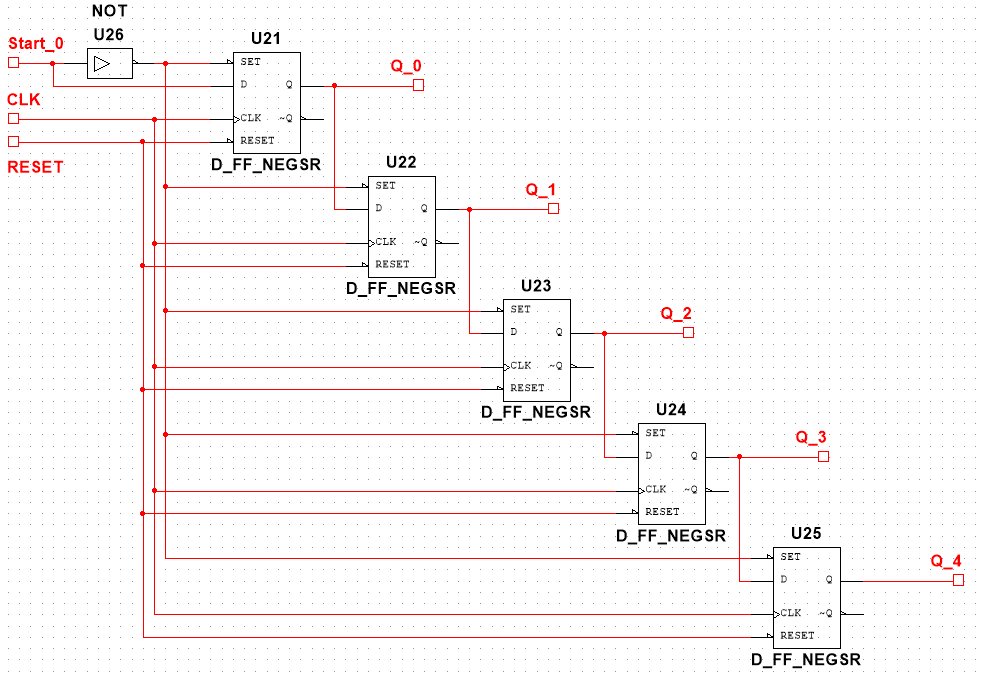 NOT
U26
Start_0
CLK
RESET
U21
SET
D
Q
CLK
~Q
RESET
D_FF_NEGSR
Q_0
U22
SET
D
Q
CLK
~Q
RESET
D_FF_NEGSR
Q_1
U23
SET
D
Q
CLK
~Q
RESET
D_FF_NEGSR
Q_2
U24
SET
D
Q
CLK
~Q
RESET
D_FF_NEGSR
Q_3
U25
SET
D
Q
CLK
~Q
RESET
D_FF_NEGSR
Q_4